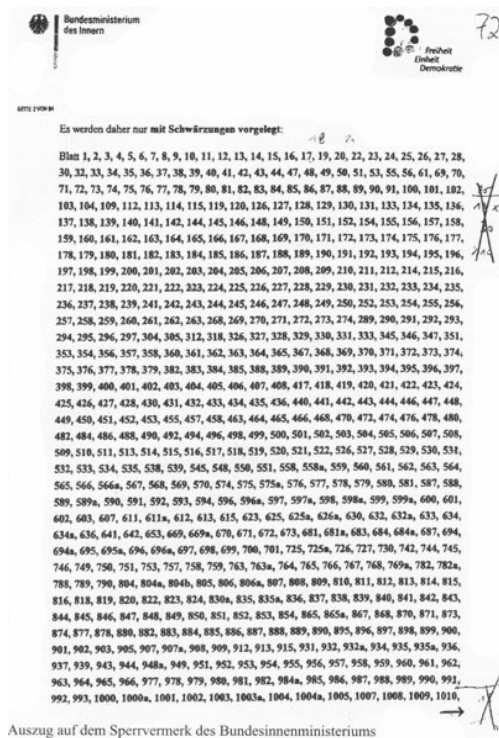 Bundesministerium
des Innern
Freiheit
Einheit
Demokratie
72
SEITE 2 VON 84
Es werden daher nur mit Schwärzungen vorgelegt:
18 20
Blatt 1, 2, 3, 4, 5, 6, 7, 8, 9, 10, 11, 12, 13, 14, 15, 16, 17, 19, 20, 22, 23, 24, 25, 26, 27, 28,
30, 32, 33, 34, 35, 36, 37, 38, 39, 40, 41, 42, 43, 44, 47, 48, 49, 50, 51, 53, 55, 56, 61, 69, 70,
71, 72, 73, 74, 75, 76, 77, 78, 79, 80, 81, 82, 83, 84, 85, 86, 87, 88, 89, 90, 91, 100, 101, 102,
103, 104, 109, 112, 113, 114, 115, 119, 120, 126, 127, 128, 129, 130, 131, 133, 134, 135, 136,
137, 138, 139, 140, 141, 142, 144, 145, 146, 148, 149, 150, 151, 152, 154, 155, 156, 157, 158,
159, 160, 161, 162, 163, 164, 165, 166, 167, 168, 169, 170, 171, 172, 173, 174, 175, 176, 177,
178, 179, 180, 181, 182, 183, 184, 185, 186, 187, 188, 189, 190, 191, 192, 193, 194, 195, 196,
197, 198, 199, 200, 201, 202, 203, 204, 205, 206, 207, 208, 209, 210, 211, 212, 214, 215, 216,
217, 218, 219, 220, 221, 222, 223, 224, 225, 226, 227, 228, 229, 230, 231, 232, 233, 234, 235,
236, 237, 238, 239, 241, 242, 243, 244, 245, 246, 247, 248, 249, 250, 252, 253, 254, 255, 256,
257, 258, 259, 260, 261, 262, 263, 268, 269, 270, 271, 272, 273, 274, 289, 290, 291, 292, 293,
294, 295, 296, 297, 304, 305, 312, 318, 326, 327, 328, 329, 330, 331, 333, 345, 346, 347, 351,
353, 354, 356, 357, 358, 360, 361, 362, 363, 364, 365, 367, 368, 369, 370, 371, 372, 373, 374,
375, 376, 377, 378, 379, 382, 383, 384, 385, 388, 389, 390, 391, 392, 393, 394, 395, 396, 397,
398, 399, 400, 401, 402, 403, 404, 405, 406, 407, 408, 417, 418, 419, 420, 421, 422, 423, 424,
425, 426, 427, 428, 430, 431, 432, 433, 434, 435, 436, 440, 441, 442, 443, 444, 446, 447, 448,
449, 450, 451, 452, 453, 455, 457, 458, 463, 464, 465, 466, 468, 470, 472, 474, 476, 478, 480,
482, 484, 486, 488, 490, 492, 494, 496, 498, 499, 500, 501, 502, 503, 504, 505, 506, 507, 508,
509, 510, 511, 513, 514, 515, 516, 517, 518, 519, 520, 521, 522, 526, 527, 528, 529, 530, 531,
532, 533, 534, 535, 538, 539, 545, 548, 550, 551, 558, 558a, 559, 560, 561, 562, 563, 564,
565, 566, 566a, 567, 568, 569, 570, 574, 575, 575a, 576, 577, 578, 579, 580, 581, 587, 588,
589, 589a, 590, 591, 592, 593, 594, 596, 596a, 597, 597a, 598, 598a, 599, 599a, 600, 601,
602, 603, 607, 611, 611a, 612, 613, 615, 623, 625, 625a, 626a, 630, 632, 632a, 633, 634,
634a, 636, 641, 642, 653, 669, 669a, 670, 671, 672, 673, 681, 681a, 683, 684, 684a, 687, 694,
694a, 695, 695a, 696, 696a, 697, 698, 699, 700, 701, 725, 725a, 726, 727, 730, 742, 744, 745,
746, 749, 750, 751, 753, 757, 758, 759, 763, 763a, 764, 765, 766, 767, 768, 769a, 782, 782a,
788, 789, 790, 804, 804a, 804b, 805, 806, 806a, 807, 808, 809, 810, 811, 812, 813, 814, 815,
816, 818, 819, 820, 822, 823, 824, 830a, 835, 835a, 836, 837, 838, 839, 840, 841, 842, 843,
844, 845, 846, 847, 848, 849, 850, 851, 852, 853, 854, 865, 865a, 867, 868, 870, 871, 873,
874, 877, 878, 880, 882, 883, 884, 885, 886, 887, 888, 889, 890, 895, 896, 897, 898, 899, 900,
901, 902, 903, 905, 907, 907a, 908, 909, 912, 913, 915, 931, 932, 932a, 934, 935, 935a, 936,
937, 939, 943, 944, 948a, 949, 951, 952, 953, 954, 955, 956, 957, 958, 959, 960, 961, 962,
963, 964, 965, 966, 977, 978, 979, 980, 981, 982, 984a, 985, 986, 987, 988, 989, 990, 991,
992, 993, 1000, 1000a, 1001, 1002, 1003, 1003a, 1004, 1004a, 1005, 1007, 1008, 1009, 1010,
Auszug auf dem Sperrvermerk des Bundesinnenministeriums